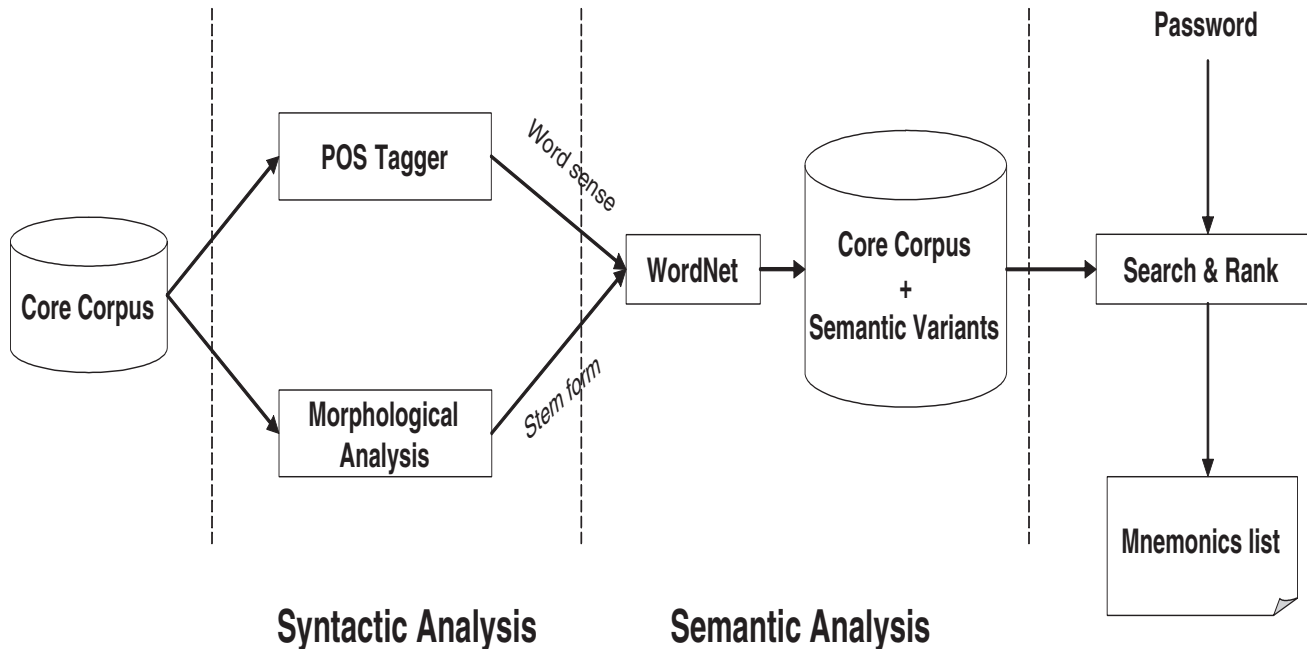 Password
POS Tagger
Word sense
Core Corpus
WordNet
Core Corpus
+
Semantic Variants
Search & Rank
Morphological
Analysis
Stem form
Mnemonics list
Syntactic Analysis
Semantic Analysis